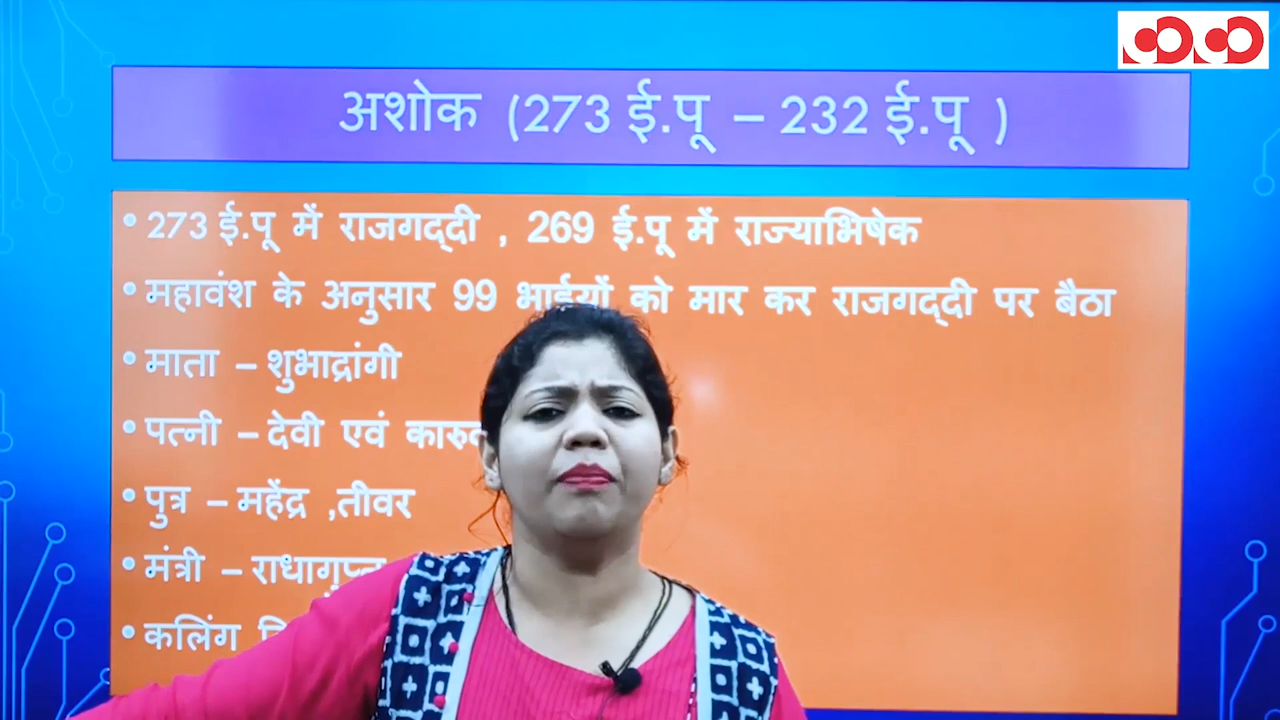 अशोक (273 ई.पू – 232 ई.पू )
• 273 ई.पू में राजगद्दी , 269 ई.पू में राज्याभिषेक
• महावंश के अनुसार 99 भाईयों को मार कर राजगद्दी पर बैठा
• माता – शुभाद्रांगी
• पत्नी – देवी एवं
• पुत्र – महेंद्र ,तीवर
• मंत्री – राधागुप्त
• कलिंग